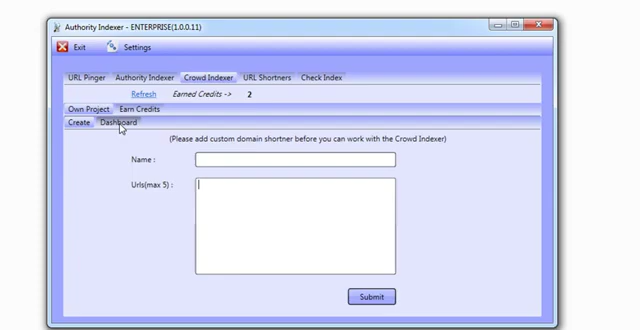 Authority Indexer - ENTERPRISE(1.0.0.11)
Exit Settings
URL Pinger Authority Indexer Crowd Indexer URL Shortners Check Index
Refresh Earned Credits -> 2
Own Project Earn Credits
Create Dashboard
(Please add custom domain shortner before you can work with the Crowd Indexer)
Name :
Urls(max 5) :
Submit